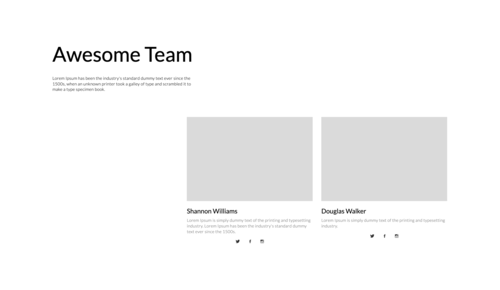 Awesome Team
Lorem Ipsum has been the industry's standard dummy text ever since the
1500s, when an unknown printer took a galley of type and scrambled it to
make a type specimen book.
Shannon Williams
Lorem Ipsum is simply dummy text of the printing and typesetting
industry. Lorem Ipsum has been the industry's standard dummy
text ever since the 1500s.
Douglas Walker
Lorem Ipsum is simply dummy text of the printing and typesetting
industry.